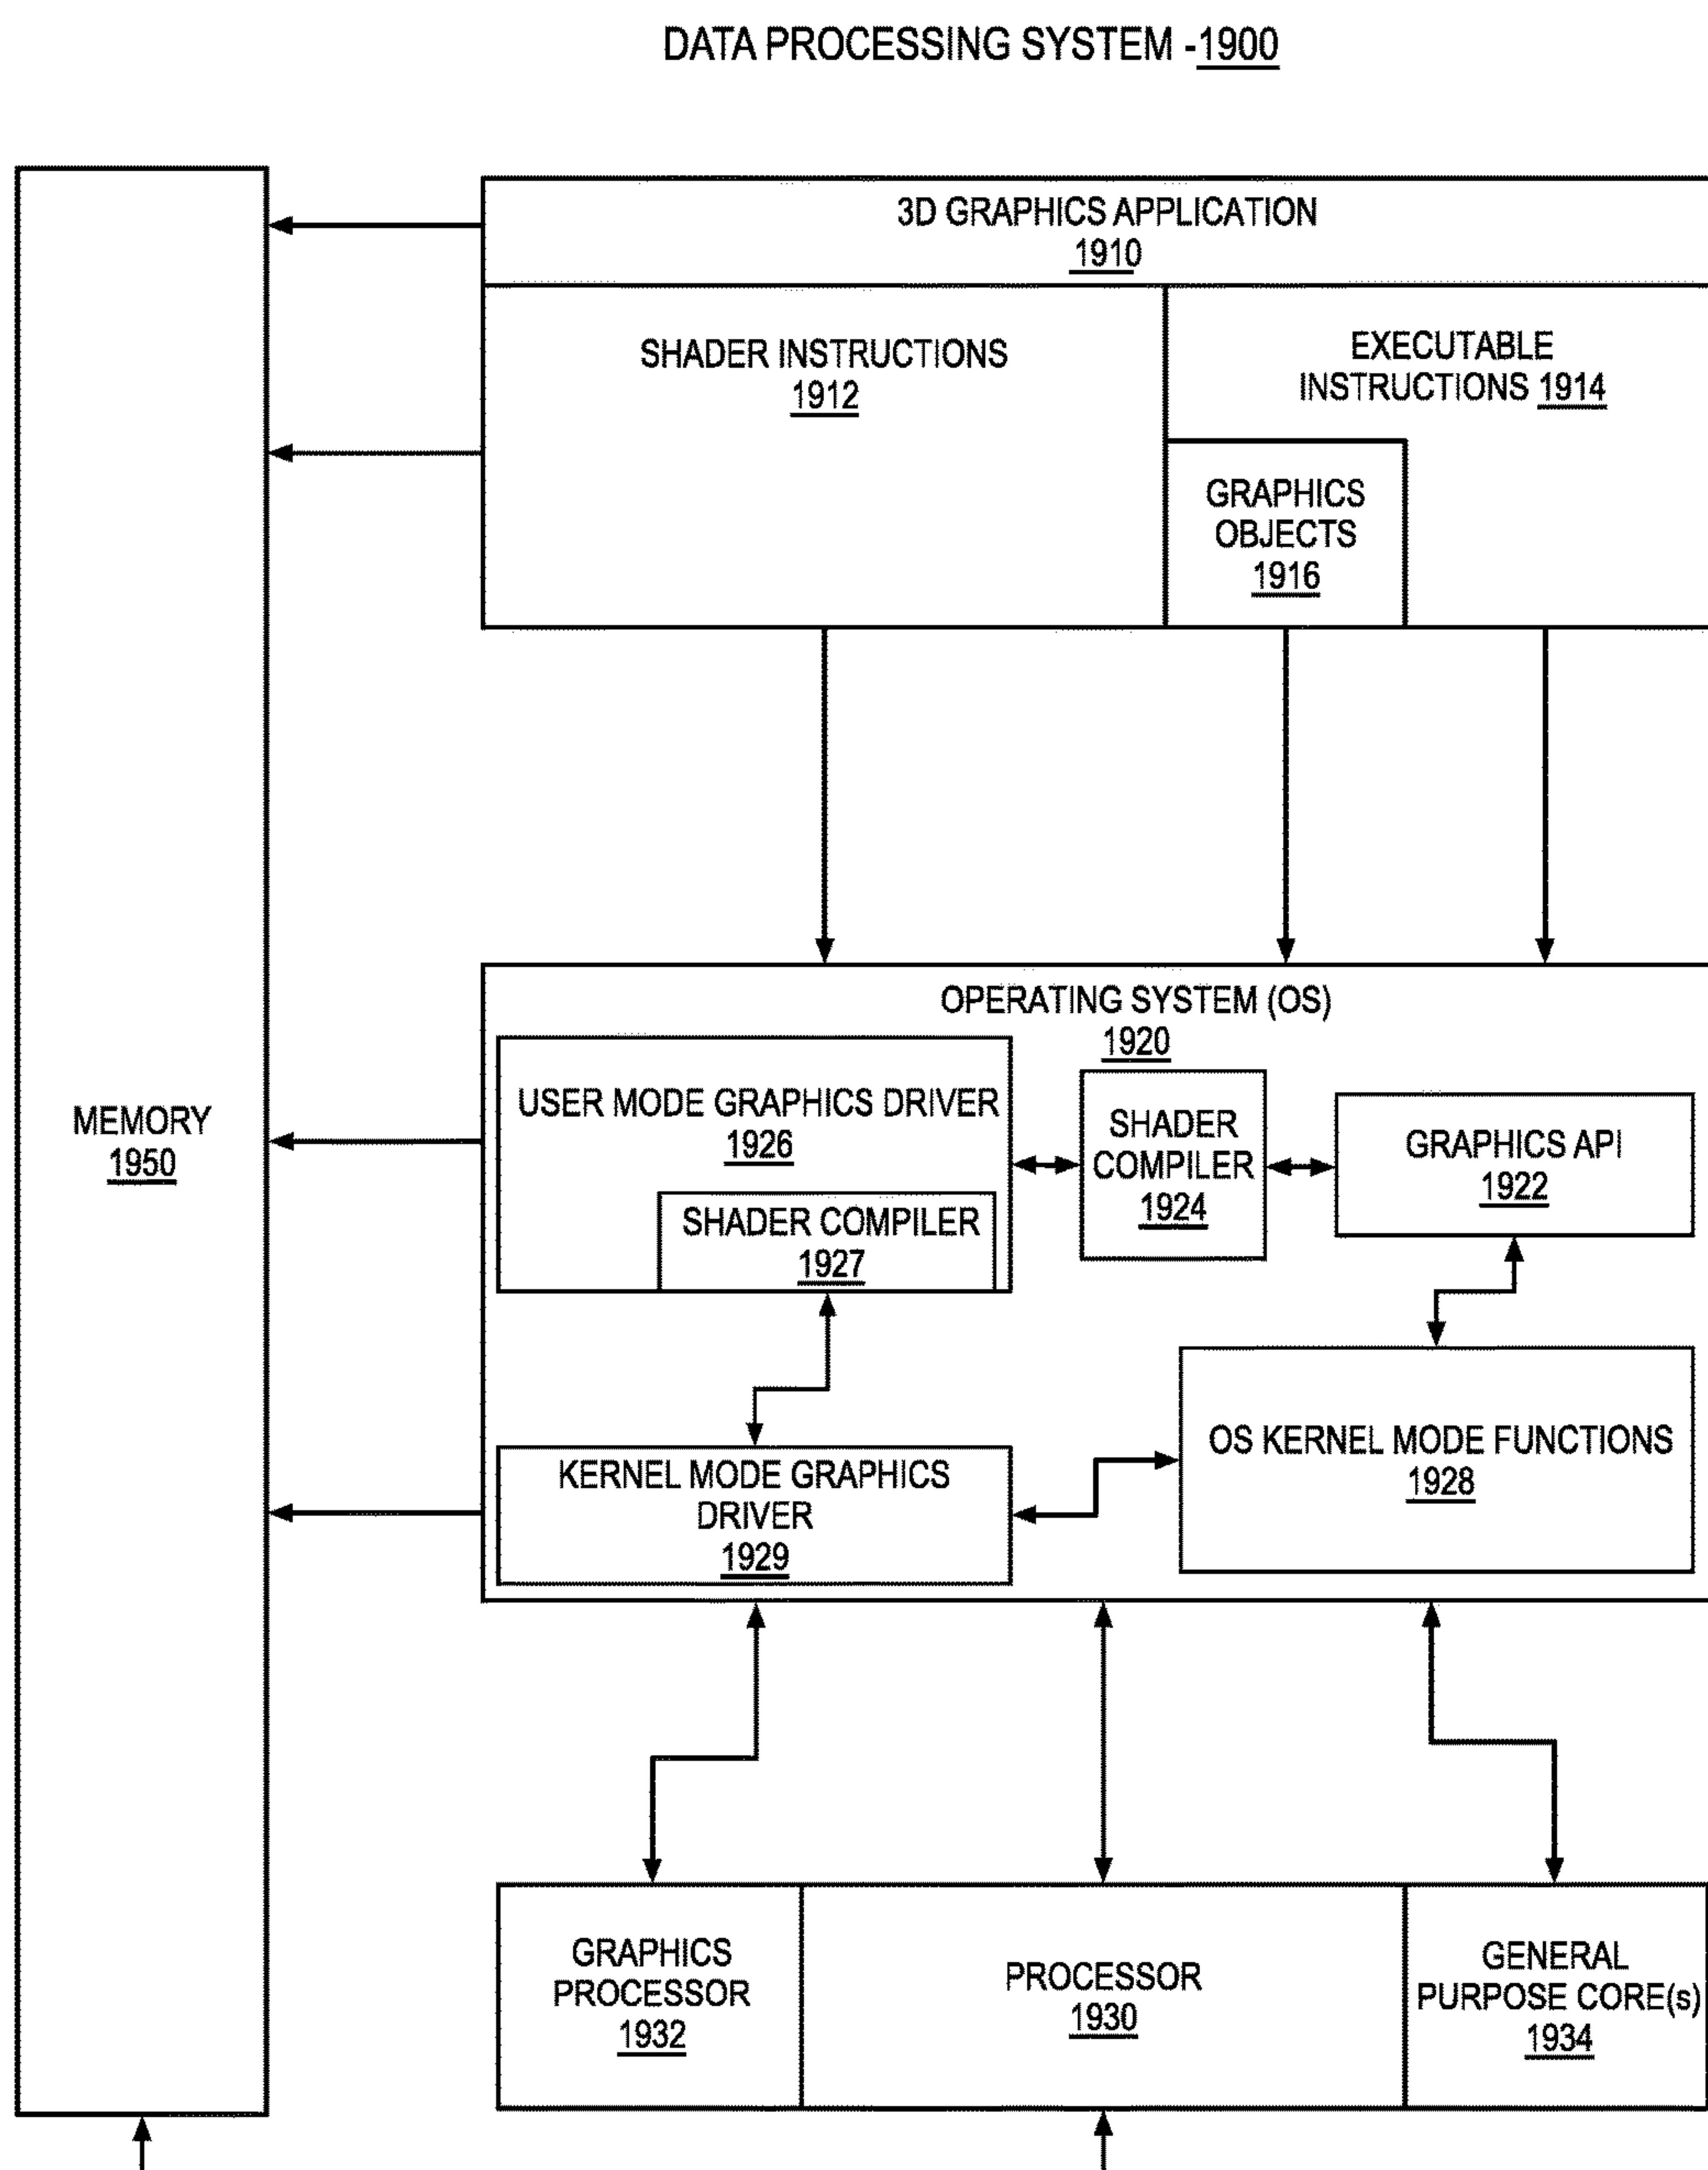 DATA PROCESSING SYSTEM -1900
3D GRAPHICS APPLICATION
1910
SHADER INSTRUCTIONS
1912
EXECUTABLE
INSTRUCTIONS 1914
GRAPHICS
OBJECTS
1916
MEMORY
1950
OPERATING SYSTEM (OS)
1920
USER MODE GRAPHICS DRIVER
1926
SHADER COMPILER
1927
SHADER
COMPILER
1924
GRAPHICS API
1922
KERNEL MODE GRAPHICS
DRIVER
1929
OS KERNEL MODE FUNCTIONS
1928
GRAPHICS
PROCESSOR
1932
PROCESSOR
1930
GENERAL
PURPOSE CORE(s)
1934